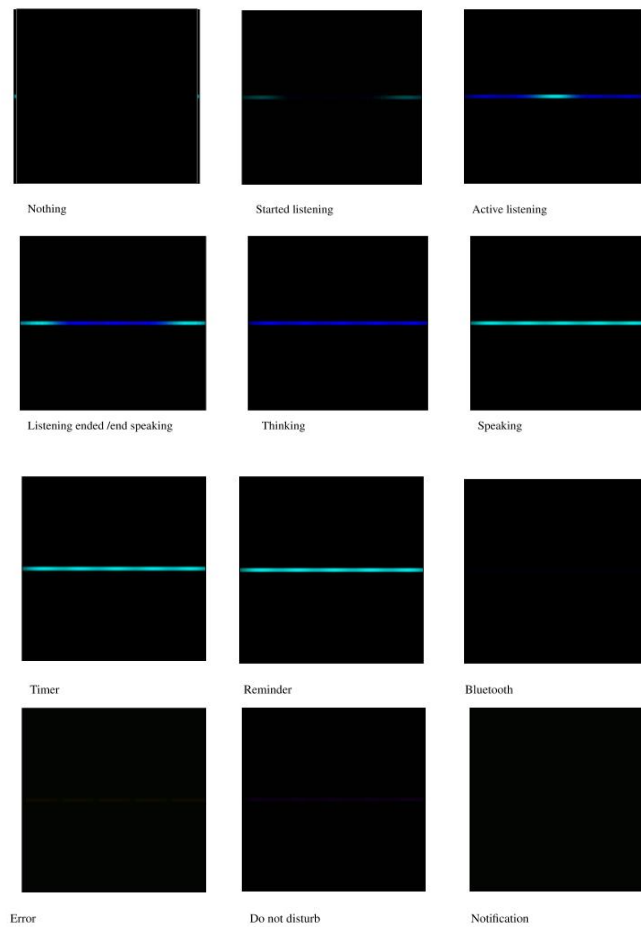 Nothing
Started listening
Active listening
Listening ended /end speaking
Thinking
Speaking
Timer
Reminder
Bluetooth
Error
Do not disturb
Notification